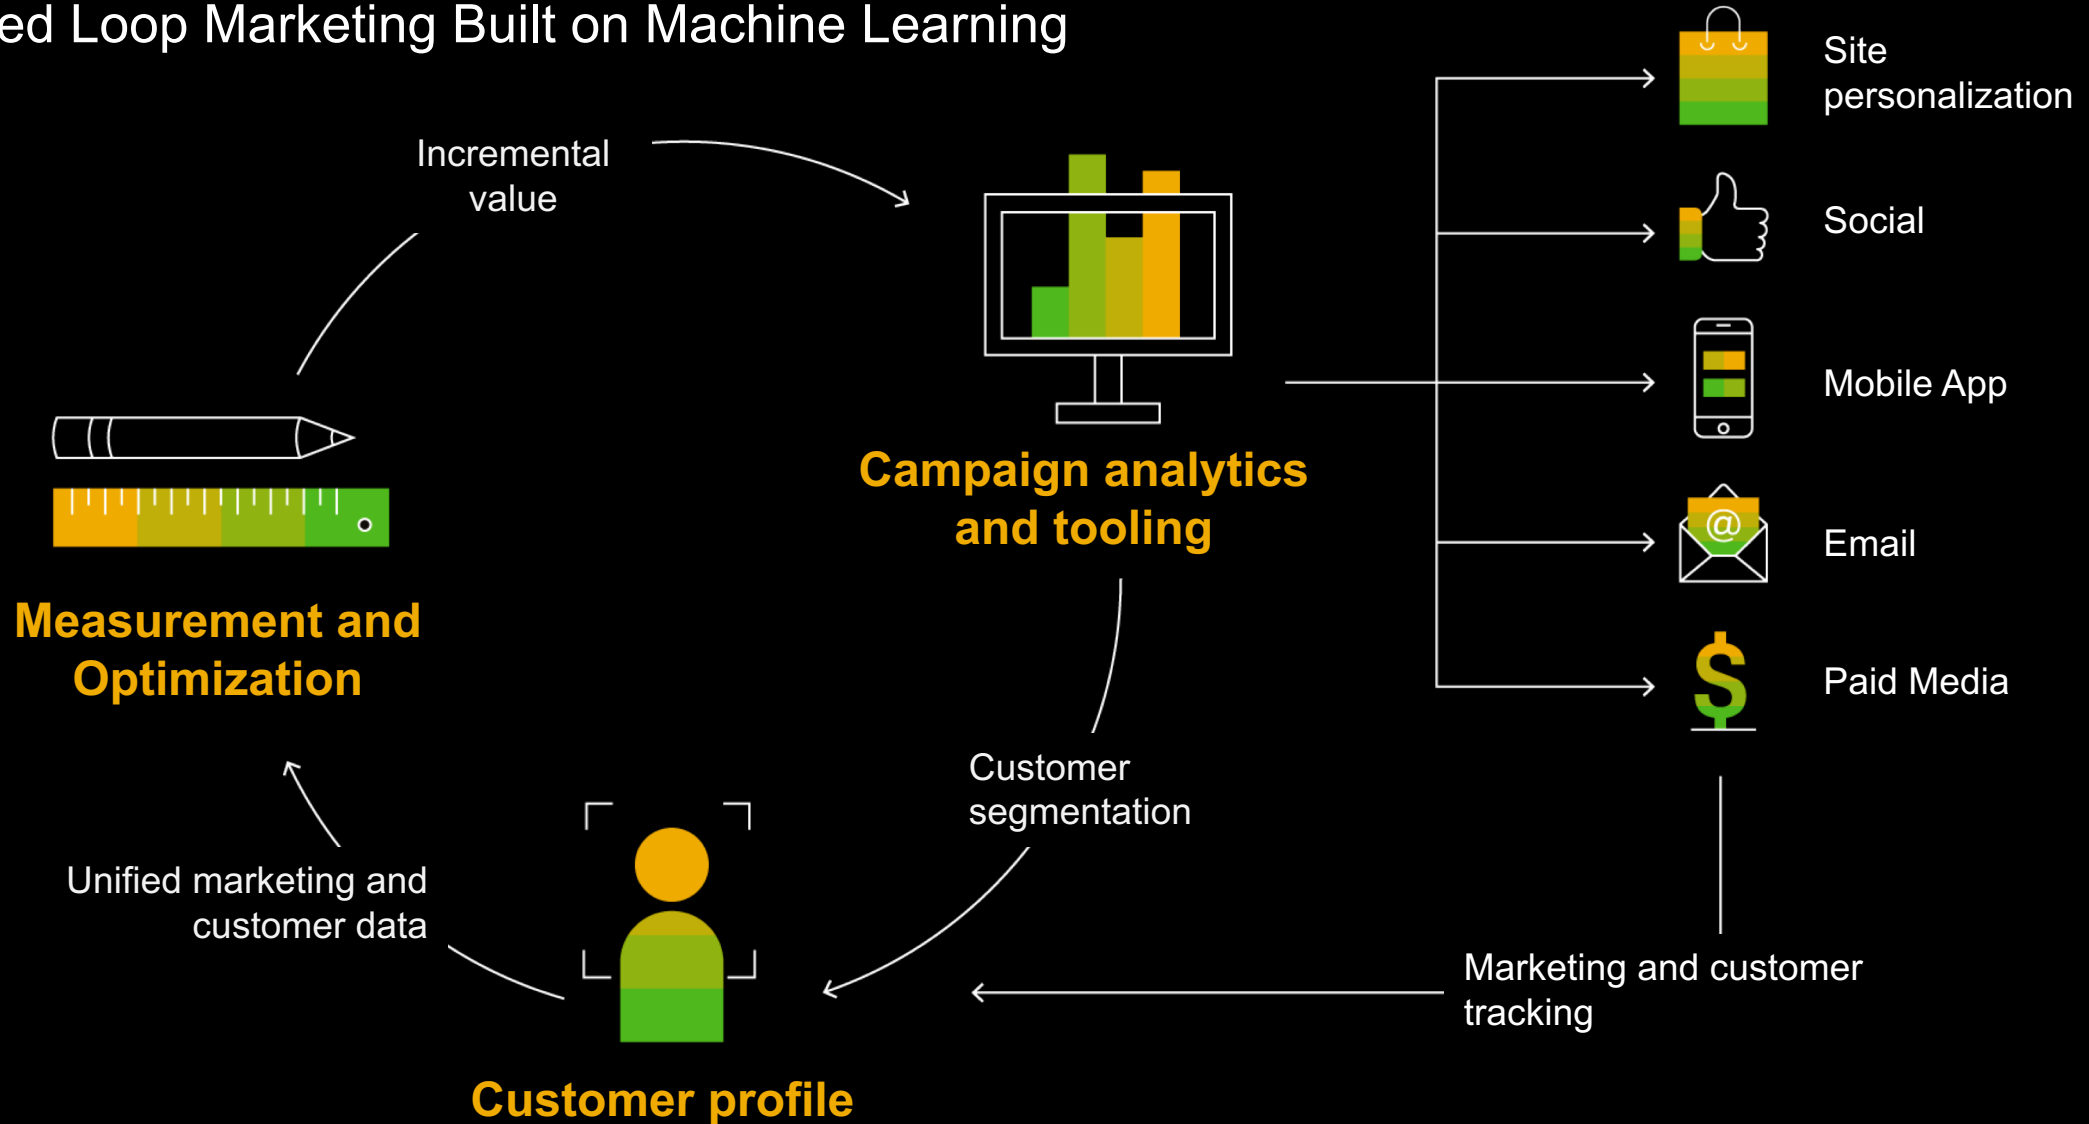 ed Loop Marketing Built on Machine Learning
Incremental
value
Campaign analytics
and tooling
Measurement and
Optimization
Customer
segmentation
Unified marketing and
customer data
Customer profile
Site
personalization
Social
Mobile App
@
Email
$
Paid Media
Marketing and customer
tracking